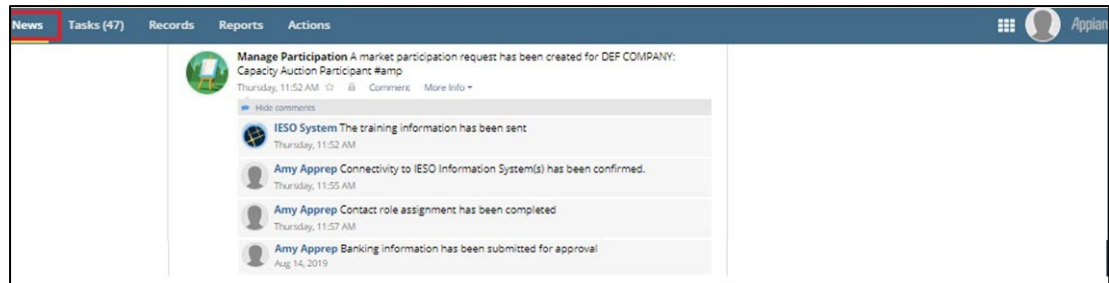 News Tasks (47) Records Reports Actions Appian
Manage Participation A market participation request has been created for DEF COMPANY:
Capacity Auction Participant #amp
Thursday, 11:52 AM Comment More Info
Hide comments
IESO System The training information has been sent
Thursday, 11:52 AM
Amy Apprep Connectivity to IESO Information System(s) has been confirmed.
Thursday, 11:55 AM
Amy Apprep Contact role assignment has been completed
Thursday, 11:57 AM
Amy Apprep Banking information has been submitted for approval
Aug 14, 2019